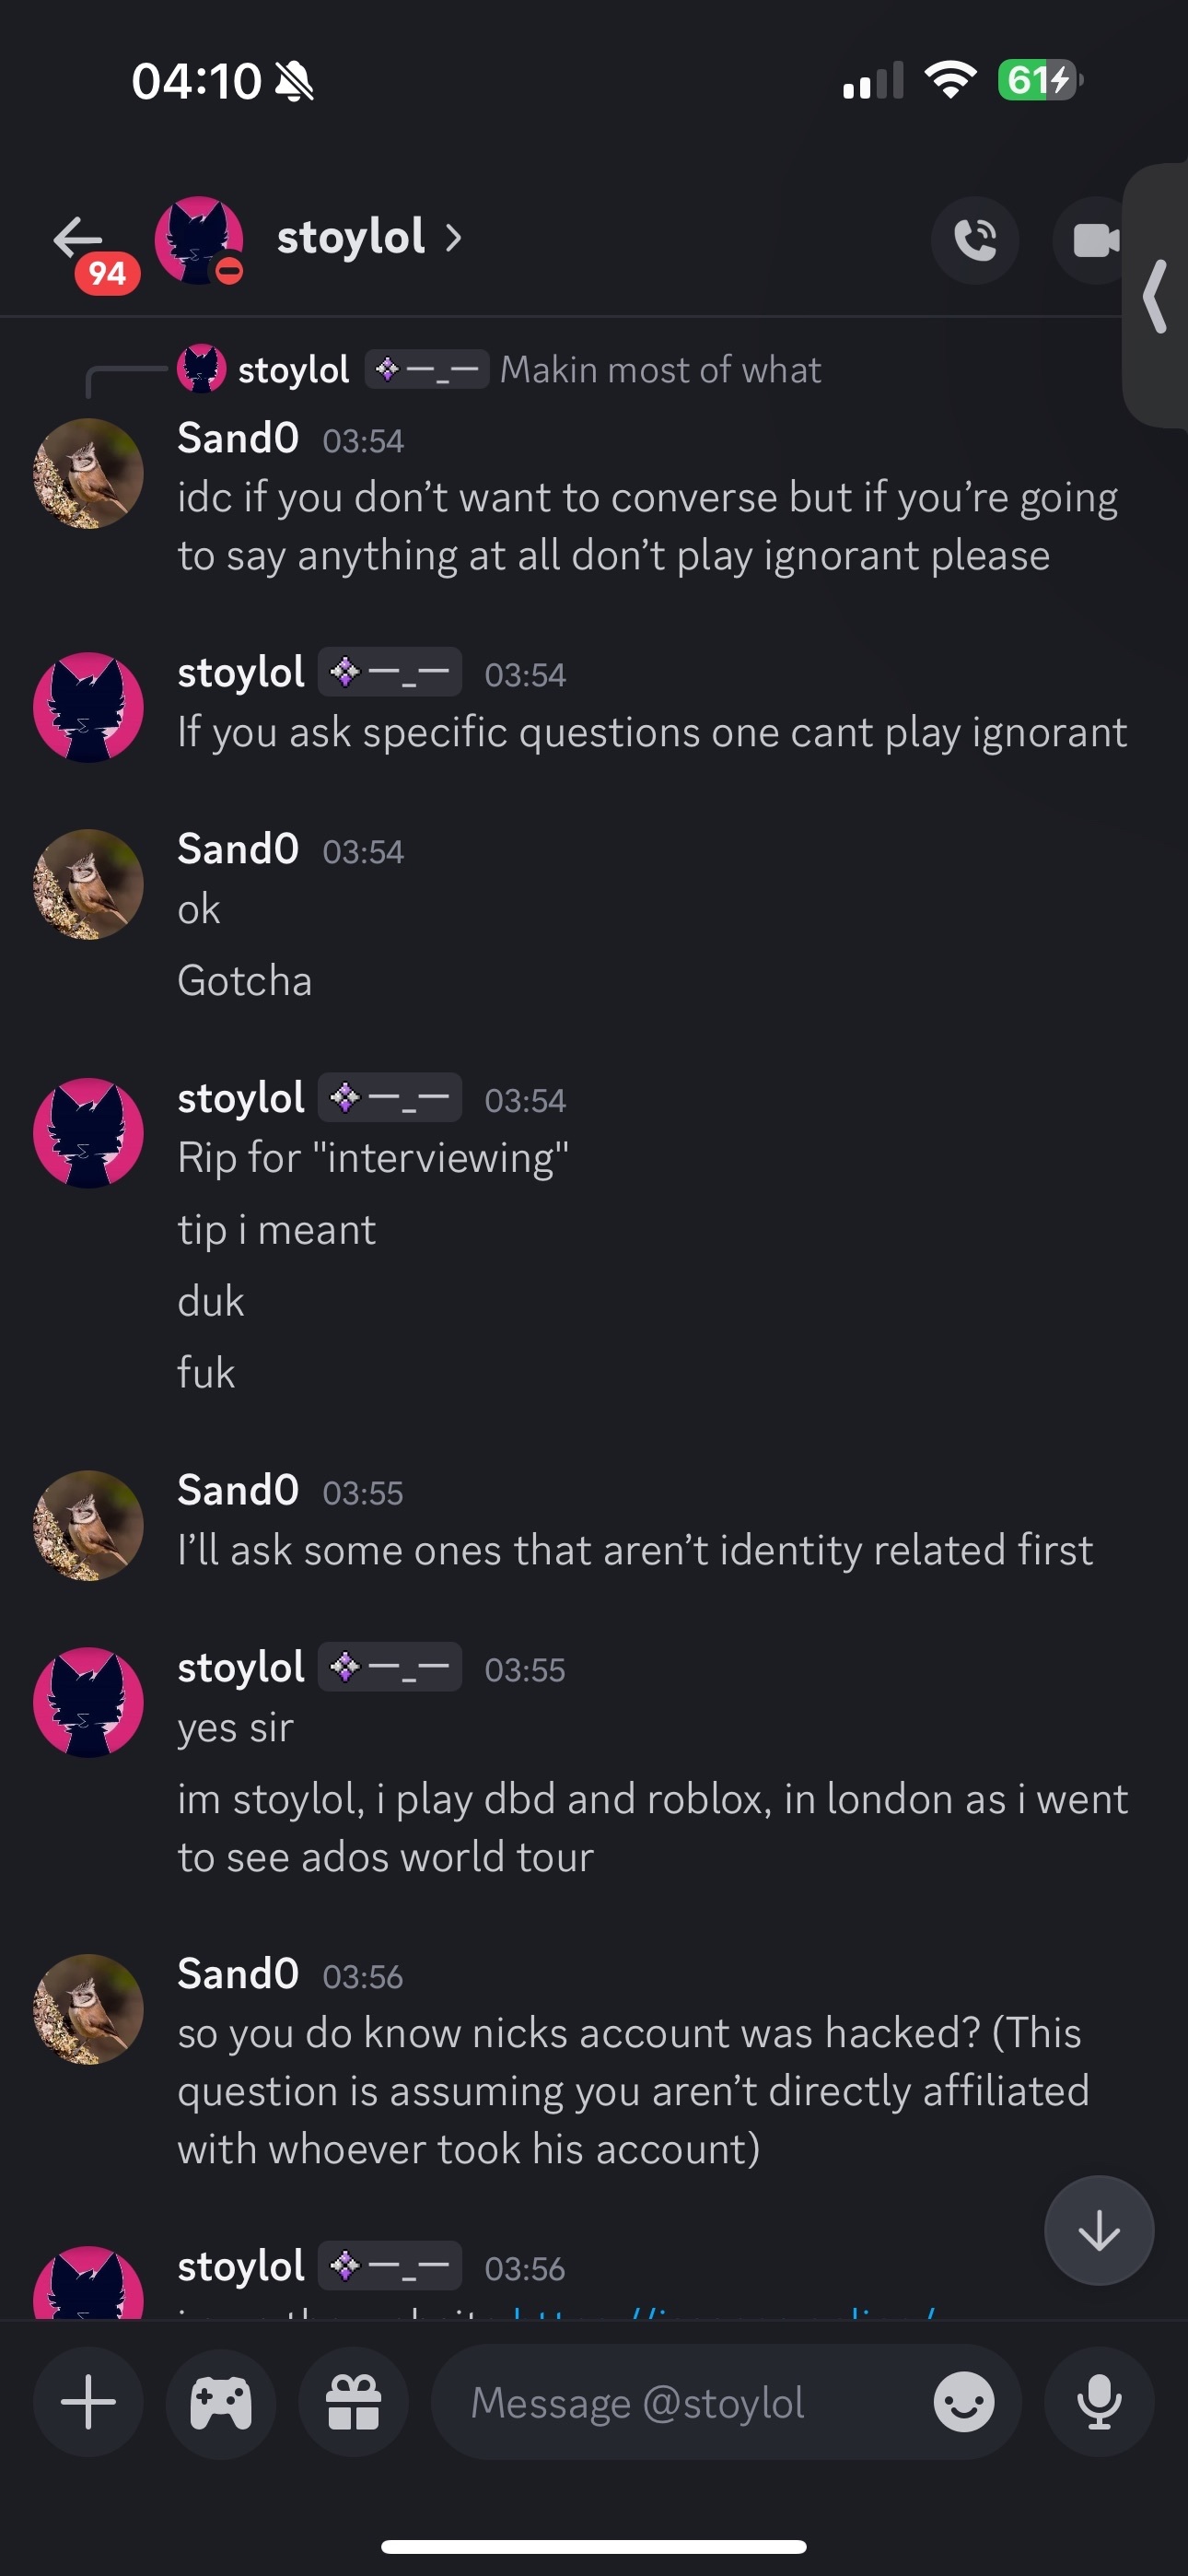 04:10
61
94
stoylol
stoylol —_— Makin most of what
Sand0 03:54
idc if you don’t want to converse but if you’re going
to say anything at all don’t play ignorant please
stoylol —_— 03:54
If you ask specific questions one cant play ignorant
Sand0 03:54
ok
Gotcha
stoylol —_— 03:54
Rip for "interviewing"
tip i meant
duk
fuk
Sand0 03:55
I’ll ask some ones that aren’t identity related first
stoylol —_— 03:55
yes sir
im stoylol, i play dbd and roblox, in london as i went
to see ados world tour
Sand0 03:56
so you do know nicks account was hacked? (This
question is assuming you aren’t directly affiliated
with whoever took his account)
stoylol —_— 03:56
Message @stoylol